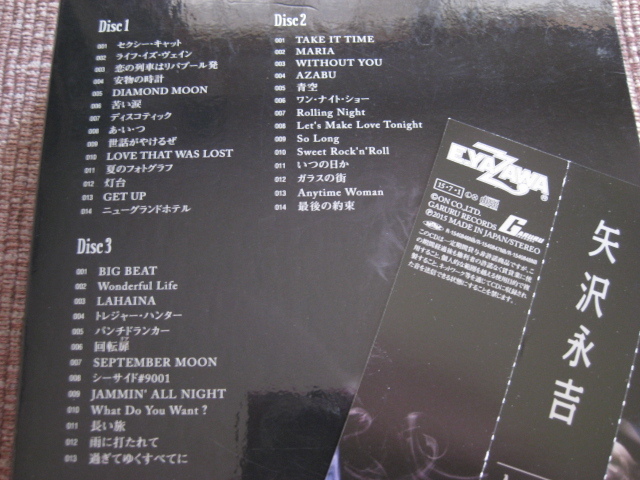 Disc 1
001 セクシー・キャット
002 ライフ・イズ・ヴェイン
003 恋の列車はリバプール発
004 安物の時計
005 DIAMOND MOON
006 苦い涙
007 ディスコティック
008 あ・い・つ
009 世話がやけるぜ
010 LOVE THAT WAS LOST
011 夏のフォトグラフ
012 灯台
013 GET UP
014 ニューグランドホテル
Disc 2
001 TAKE IT TIME
002 MARIA
003 WITHOUT YOU
004 AZABU
005 青空
006 ワン・ナイト・ショー
007 Rolling Night
008 Let's Make Love Tonight
009 So Long
010 Sweet Rock'n'Roll
011 いつの日か
012 ガラスの街
013 Anytime Woman
014 最後の約束
Disc 3
001 BIG BEAT
002 Wonderful Life
003 LAHAINA
004 トレジャー・ハンター
005 パンチドランカー
006 回転扉
007 SEPTEMBER MOON
008 シーサイド#9001
009 JAMMIN' ALL NIGHT
010 What Do You Want ?
011 長い旅
012 雨に打たれて
013 過ぎてゆくすべてに
E.YAZAWA
15・7・1
©ON CO.,LTD.
GARURU RECORDS
Ⓟ2015 MADE IN JAPAN/STEREO
GARURU
矢沢永吉